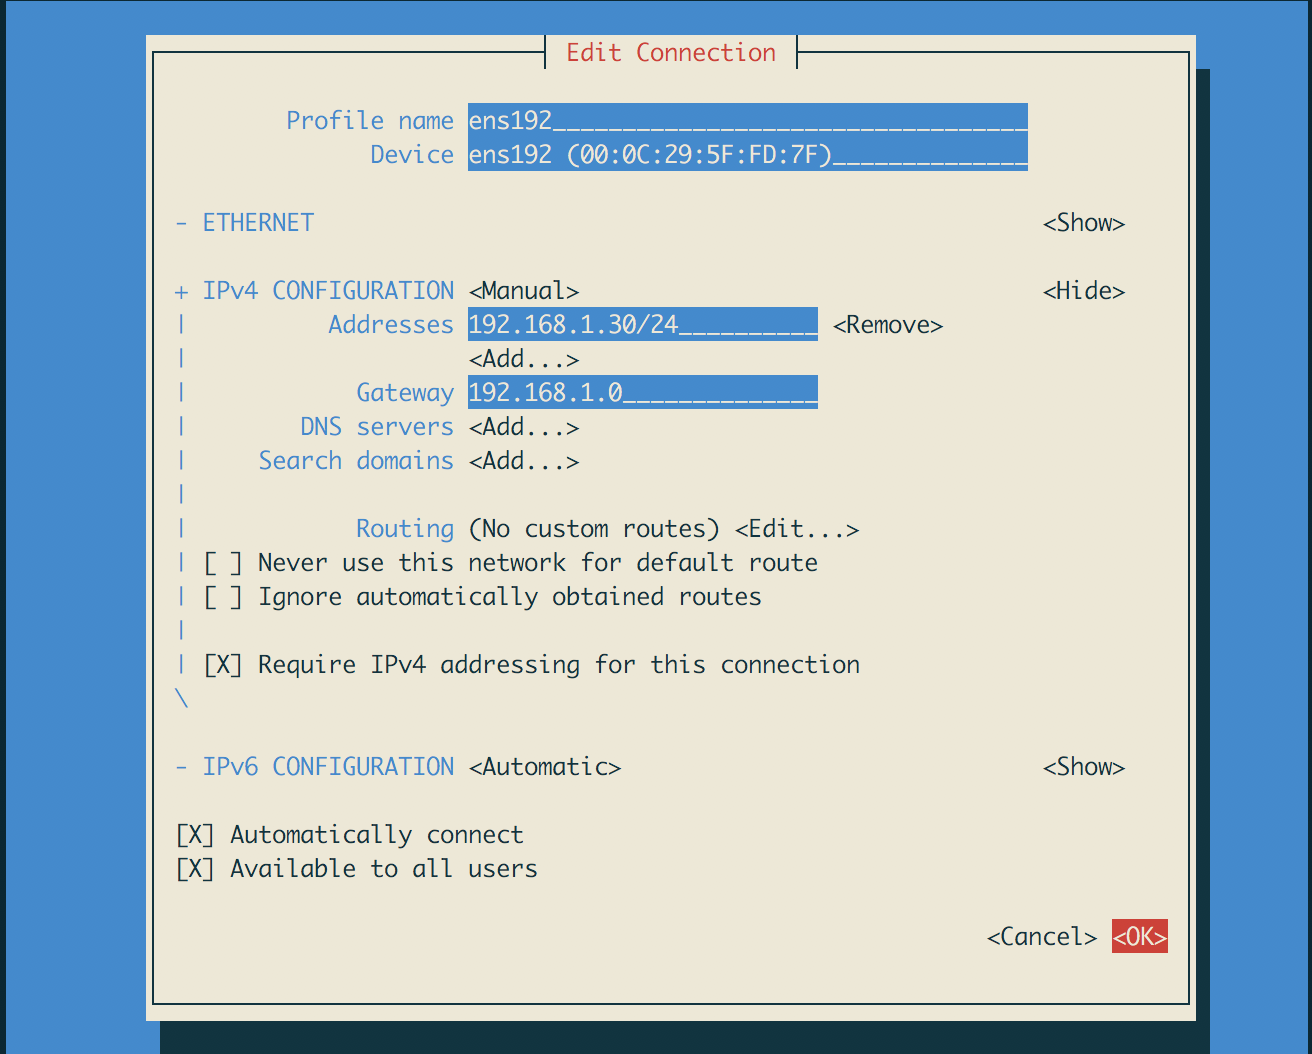 Edit Connection
Profile name ens192__________________________________
Device ens192 (00:0C:29:5F:FD:7F)______________
- ETHERNET <Show>
+ IPv4 CONFIGURATION <Manual> <Hide>
| Addresses 192.168.1.30/24__________ <Remove>
| <Add...>
| Gateway 192.168.1.0______________
| DNS servers <Add...>
| Search domains <Add...>
|
| Routing (No custom routes) <Edit...>
| [ ] Never use this network for default route
| [ ] Ignore automatically obtained routes
|
| [X] Require IPv4 addressing for this connection
\
- IPv6 CONFIGURATION <Automatic> <Show>
[X] Automatically connect
[X] Available to all users
<Cancel> <OK>